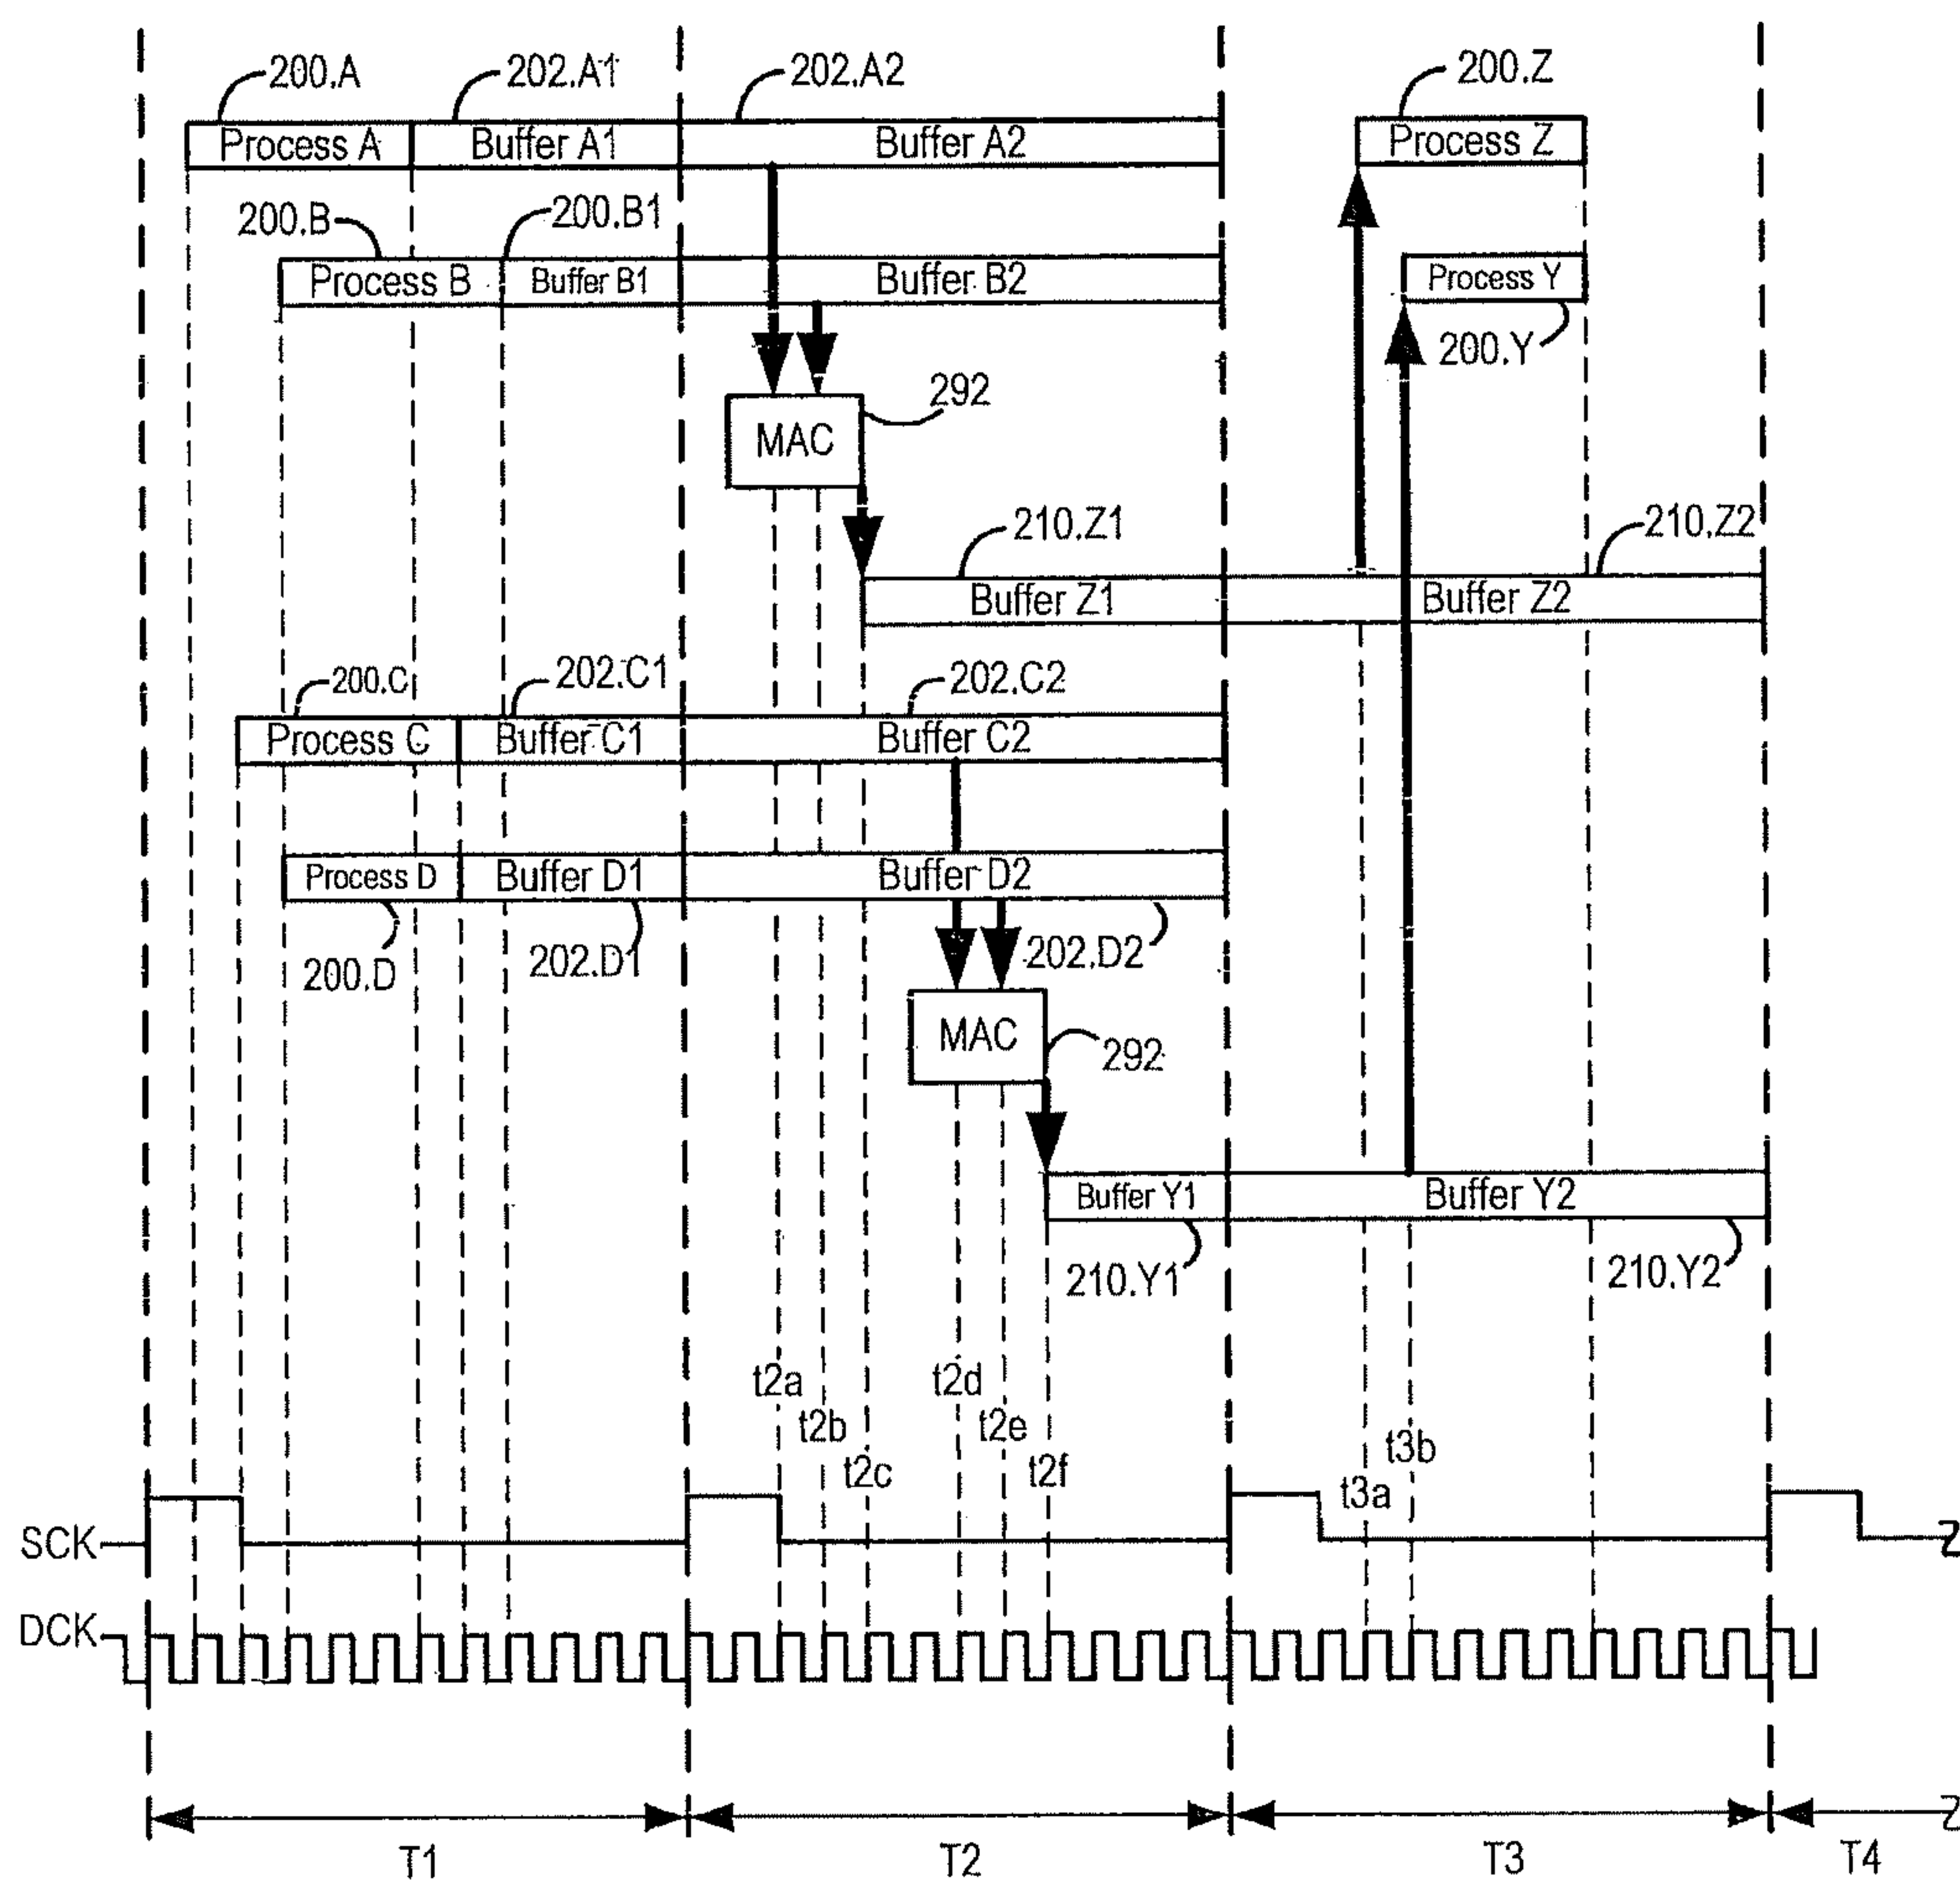 200.A
202.A1
202.A2
200.Z
Process A
Buffer A1
Buffer A2
Process Z
200.B
200.B1
Process B
Buffer B1
Buffer B2
Process Y
200.Y
292
MAC
210.Z1
210.Z2
Buffer Z1
Buffer Z2
200.C
202.C1
202.C2
Process C
Buffer C1
Buffer C2
Process D
Buffer D1
Buffer D2
200.D
202.D1
202.D2
MAC
292
Buffer Y1
Buffer Y2
210.Y1
210.Y2
t2a
t2d
t2b
t2e
t3b
t2c
t2f
t3a
SCK
DCK
T1
T2
T3
T4